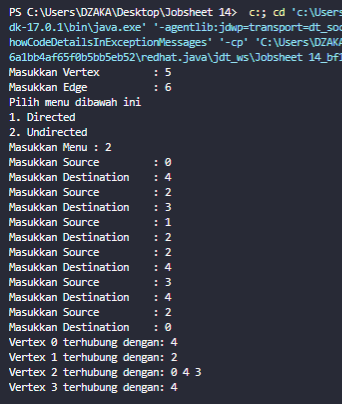 PS C:\Users\DZAKA\Desktop\Jobsheet 14>  c:; cd 'c:\Users
dk-17.0.1\bin\java.exe' '-agentlib:jdwp=transport=dt_soc
howCodeDetailsInExceptionMessages' '-cp' 'C:\Users\DZAKA
6a1bb4af65f0b5bb5eb52\redhat.java\jdt_ws\Jobsheet 14_bf1
Masukkan Vertex : 5
Masukkan Edge : 6
Pilih menu dibawah ini
1. Directed
2. Undirected
Masukkan Menu : 2
Masukkan Source : 0
Masukkan Destination : 4
Masukkan Source : 2
Masukkan Destination : 3
Masukkan Source : 1
Masukkan Destination : 2
Masukkan Source : 2
Masukkan Destination : 4
Masukkan Source : 3
Masukkan Destination : 4
Masukkan Source : 2
Masukkan Destination : 0
Vertex 0 terhubung dengan: 4
Vertex 1 terhubung dengan: 2
Vertex 2 terhubung dengan: 0 4 3
Vertex 3 terhubung dengan: 4